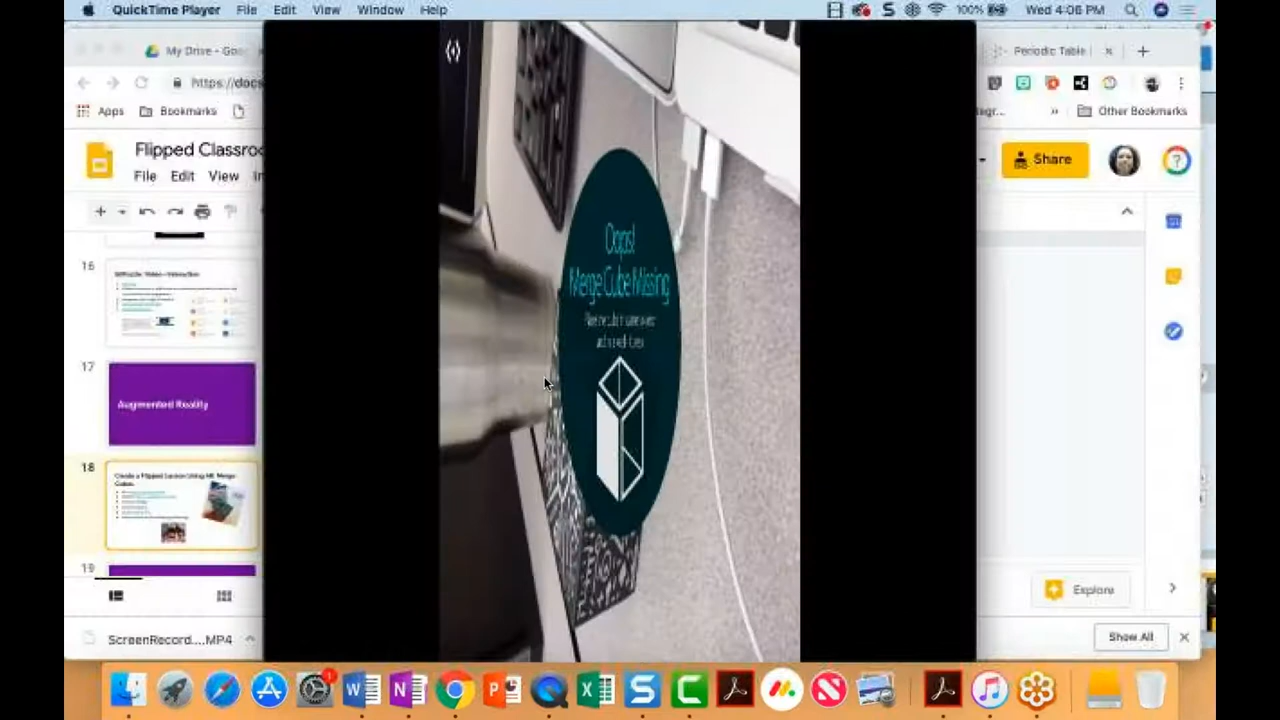 QuickTime Player File Edit View Window Help 100% Wed 4:06 PM
My Drive - Goo
Periodic Table
https://docs
Apps Bookmarks
Other Bookmarks
Flipped Classroo
Share
File Edit View In
Oops!
Merge Cube Missing
16
17
Augmented Reality
18
Create a Flipped Lesson Using AR Merge
Cubes
19
Explore
ScreenRecord....MP4
Show All